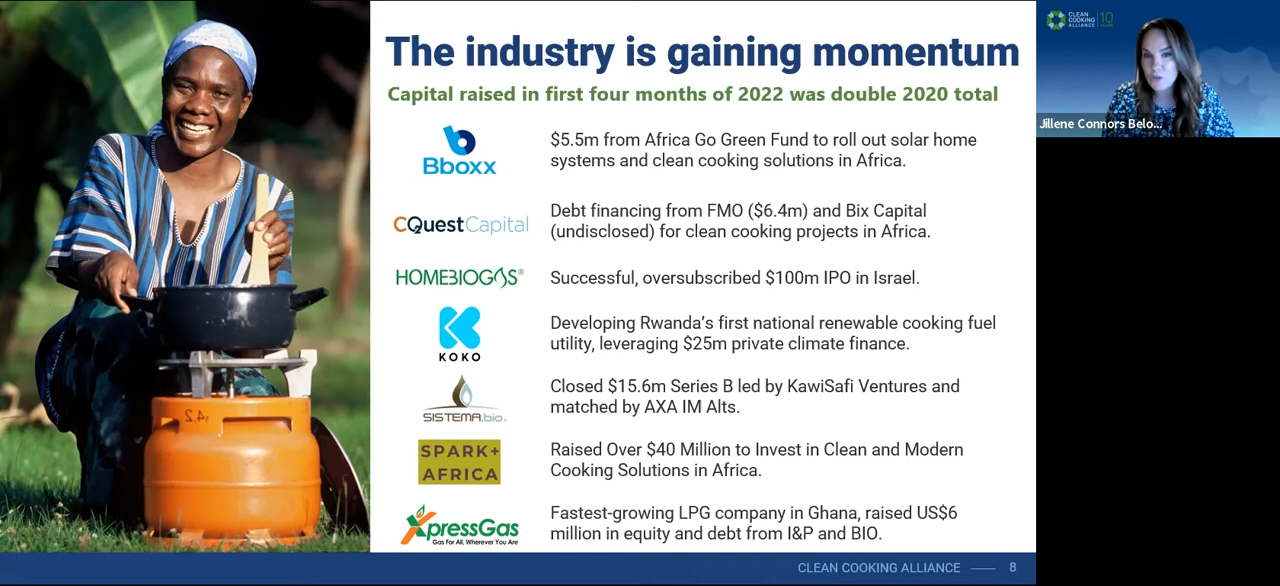 The industry is gaining momentum
Capital raised in first four months of 2022 was double 2020 total
Bboxx
$5.5m from Africa Go Green Fund to roll out solar home
systems and clean cooking solutions in Africa.
CQuestCapital
Debt financing from FMO ($6.4m) and Bix Capital
(undisclosed) for clean cooking projects in Africa.
HOMEBIOGAS®
Successful, oversubscribed $100m IPO in Israel.
KOKO
Developing Rwanda’s first national renewable cooking fuel
utility, leveraging $25m private climate finance.
SISTEMA.bio
Closed $15.6m Series B led by KawiSafi Ventures and
matched by AXA IM Alts.
SPARK+
AFRICA
Raised Over $40 Million to Invest in Clean and Modern
Cooking Solutions in Africa.
XpressGas
Gas For All, Wherever You Are
Fastest-growing LPG company in Ghana, raised US$6
million in equity and debt from I&P and BIO.
CLEAN COOKING ALLIANCE
8
CLEAN
COOKING
ALLIANCE
10
YEARS
Jillene Connors Belo...